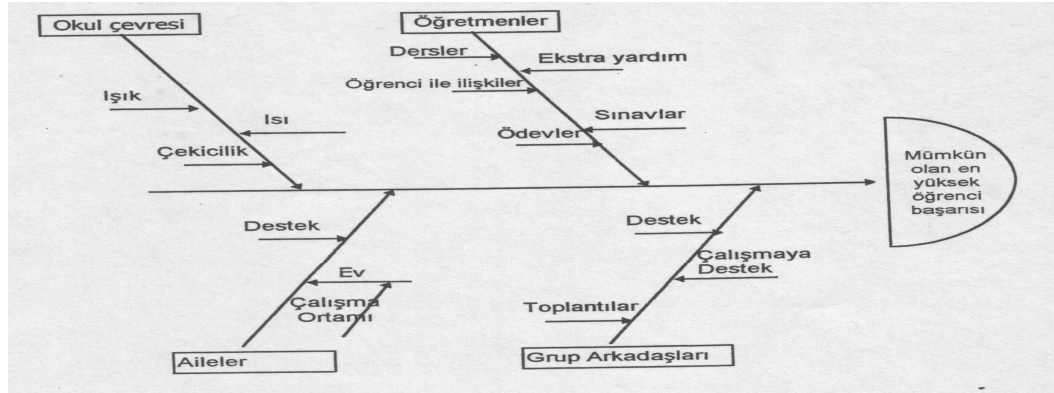 Okul çevresi
Öğretmenler
Dersler
Ekstra yardım
Öğrenci ile ilişkiler
Işık
Isı
Sınavlar
Ödevler
Çekicilik
Mümkün
olan en
yüksek
öğrenci
başarısı
Destek
Ev
Çalışma
Ortamı
Destek
Çalışmaya
Destek
Toplantılar
Aileler
Grup Arkadaşları